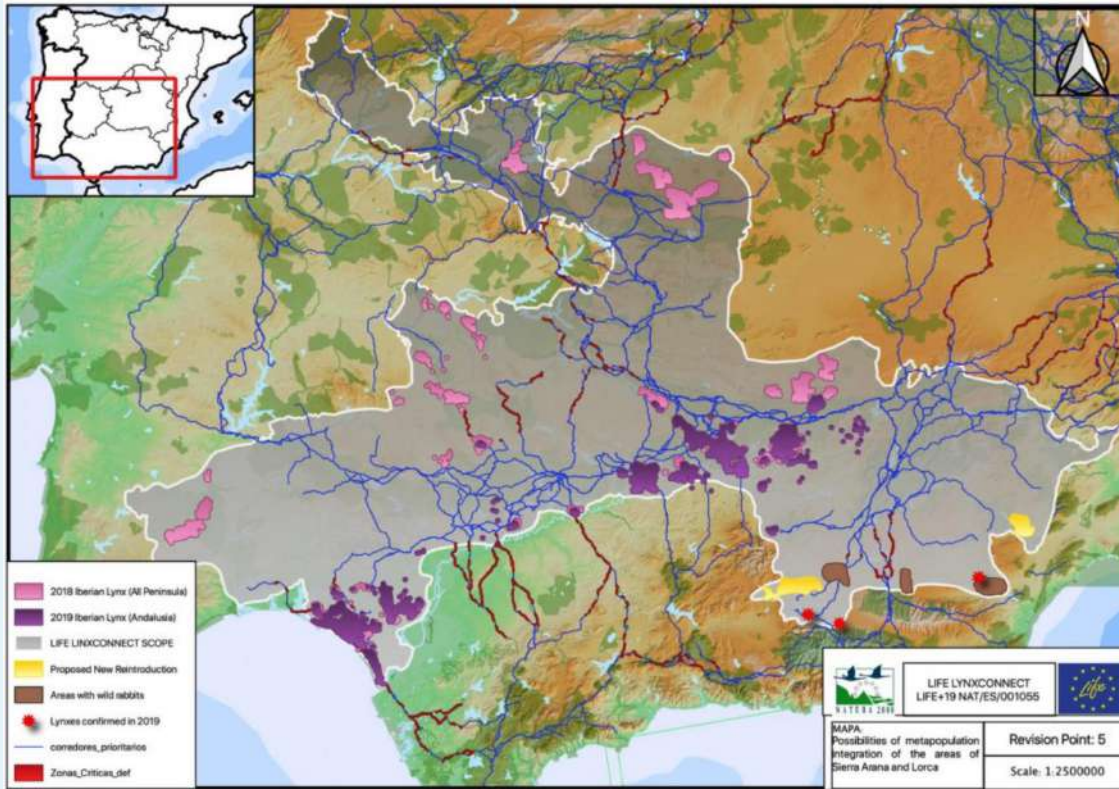 N
2018 Iberian Lynx (All Peninsula)
2019 Iberian Lynx (Andalusia)
LIFE LINXCONNECT SCOPE
Proposed New Reintroduction
Areas with wild rabbits
Lynxes confirmed in 2019
corredores_prioritarios
Zonas_Criticas_def
NATURA 2000
LIFE LYNXCONNECT
LIFE+19 NAT/ES/001055
Life
MAPA:
Possibilities of metapopulation
integration of the areas of
Sierra Arana and Lorca
Revision Point: 5
Scale: 1:2500000